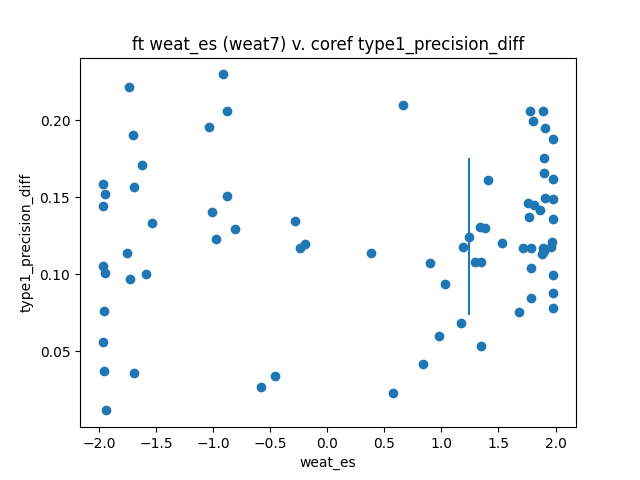 ft weat_es (weat7) v. coref type1_precision_diff
type1_precision_diff
0.20
0.15
0.10
0.05
−2.0 −1.5 −1.0 −0.5 0.0 0.5 1.0 1.5 2.0
weat_es